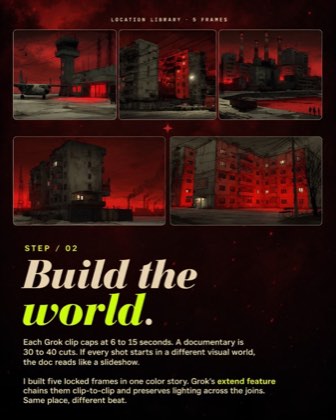 LOCATION LIBRARY · 5 FRAMES
STEP / 02
Build the
world.
Each Grok clip caps at 6 to 15 seconds. A documentary is
30 to 40 cuts. If every shot starts in a different visual world,
the doc reads like a slideshow.
I built five locked frames in one color story. Grok's extend feature
chains them clip-to-clip and preserves lighting across the joins.
Same place, different beat.